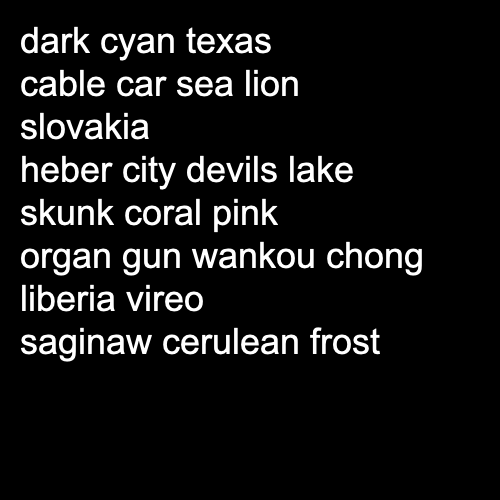 dark cyan texas
cable car sea lion
slovakia
heber city devils lake
skunk coral pink
organ gun wankou chong
liberia vireo
saginaw cerulean frost